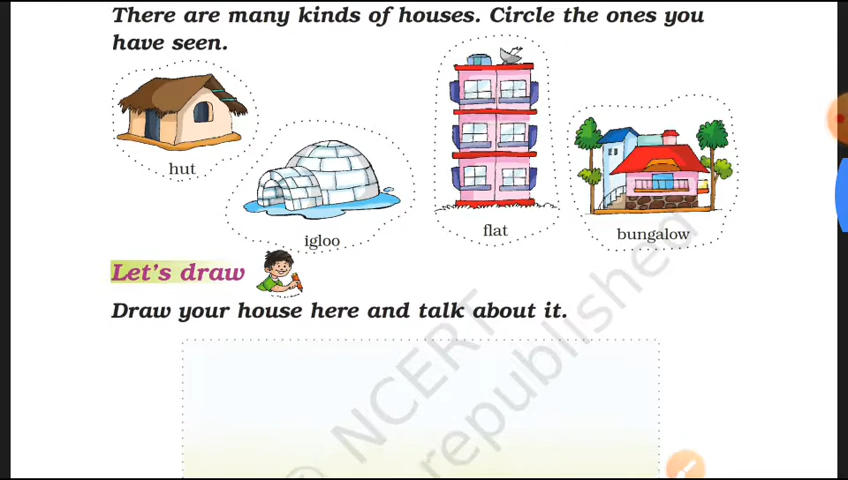 There are many kinds of houses. Circle the ones you
have seen.
hut
igloo
flat
bungalow
Let's draw
Draw your house here and talk about it.
© NCERT
republished